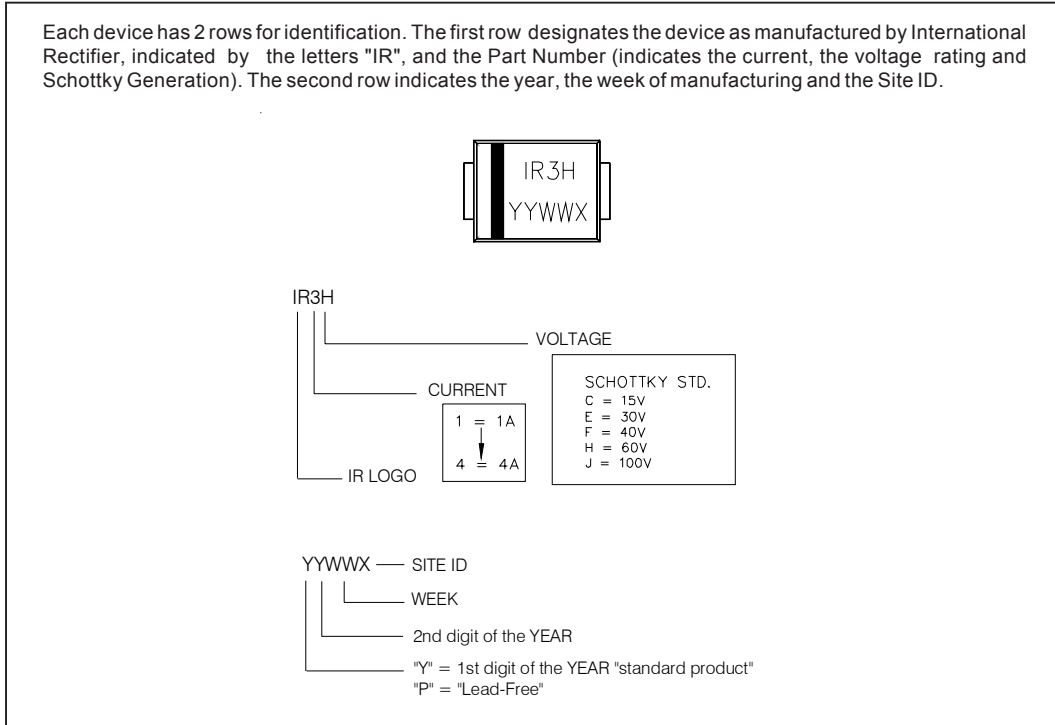 Each device has 2 rows for identification. The first row designates the device as manufactured by International
Rectifier, indicated by the letters "IR", and the Part Number (indicates the current, the voltage rating and
Schottky Generation). The second row indicates the year, the week of manufacturing and the Site ID.
IR3H
YYWWX
IR3H
VOLTAGE
SCHOTTKY STD.
C = 15V
E = 30V
F = 40V
H = 60V
J = 100V
CURRENT
1 = 1A
4 = 4A
IR LOGO
YYWWX
SITE ID
WEEK
2nd digit of the YEAR
"Y" = 1st digit of the YEAR "standard product"
"P" = "Lead-Free"